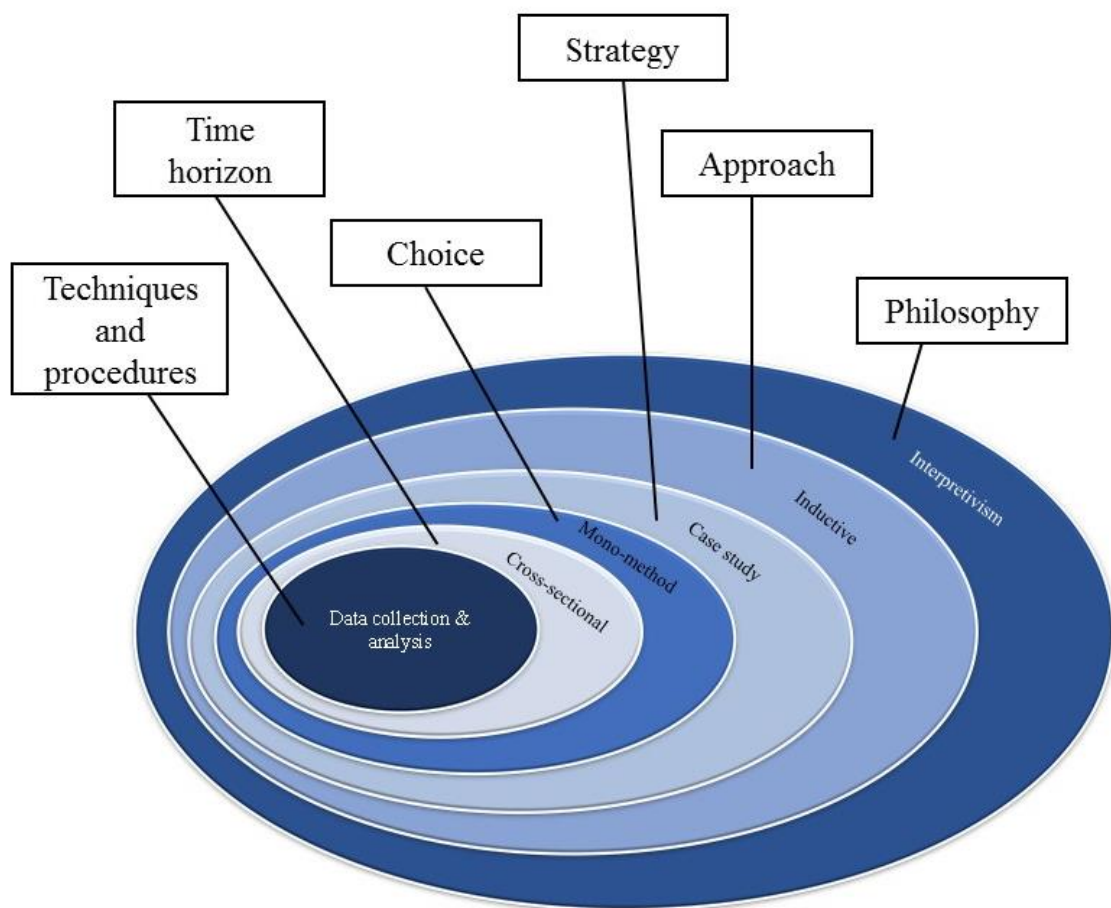 Strategy
Time
horizon
Approach
Choice
Techniques
and
procedures
Philosophy
Interpretivism
Inductive
Case study
Mono-method
Cross-sectional
Data collection &
analysis